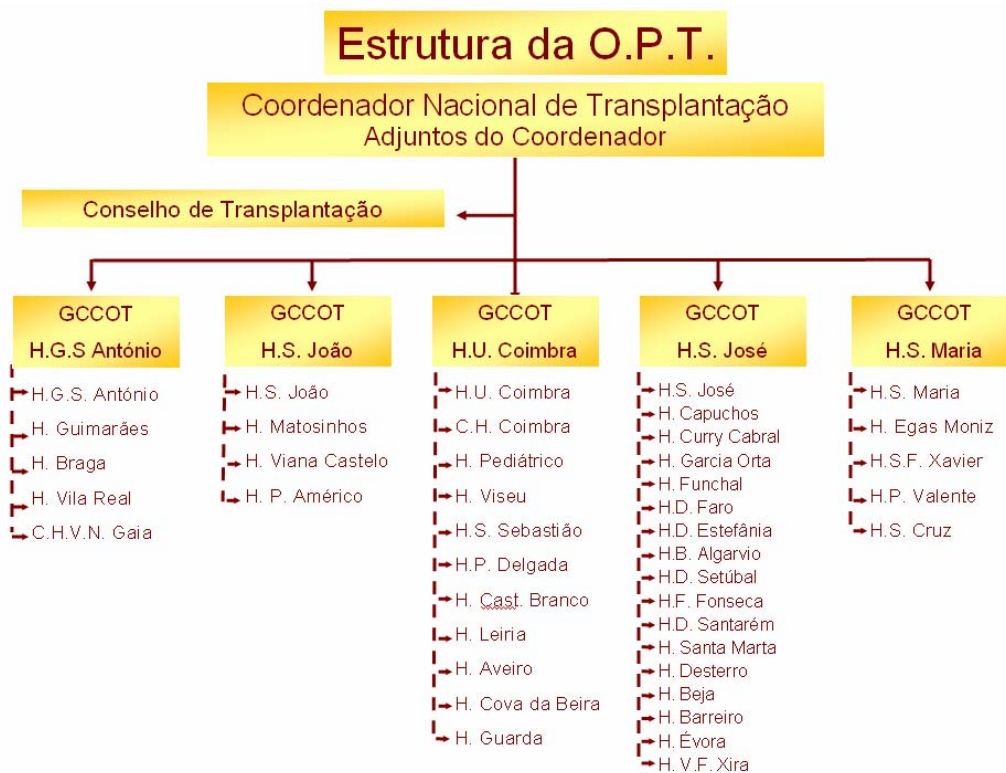 Estrutura da O.P.T.
Coordenador Nacional de Transplantação
Adjuntos do Coordenador
Conselho de Transplantação
GCCOT
H.G.S António
H.G.S. António
H. Guimarães
H. Braga
H. Vila Real
C.H.V.N. Gaia
GCCOT
H.S. João
H.S. João
H. Matosinhos
H. Viana Castelo
H. P. Américo
GCCOT
H.U. Coimbra
H.U. Coimbra
C.H. Coimbra
H. Pediátrico
H. Viseu
H.S. Sebastião
H.P. Delgada
H. Cast. Branco
H. Leiria
H. Aveiro
H. Cova da Beira
H. Guarda
GCCOT
H.S. José
H.S. José
H. Capuchos
H. Curry Cabral
H. Garcia Orta
H. Funchal
H.D. Faro
H.D. Estefânia
H.B. Algarvio
H.D. Setúbal
H.F. Fonseca
H.D. Santarém
H. Santa Marta
H. Desterro
H. Beja
H. Barreiro
H. Évora
H. V.F. Xira
GCCOT
H.S. Maria
H.S. Maria
H. Egas Moniz
H.S.F. Xavier
H.P. Valente
H.S. Cruz